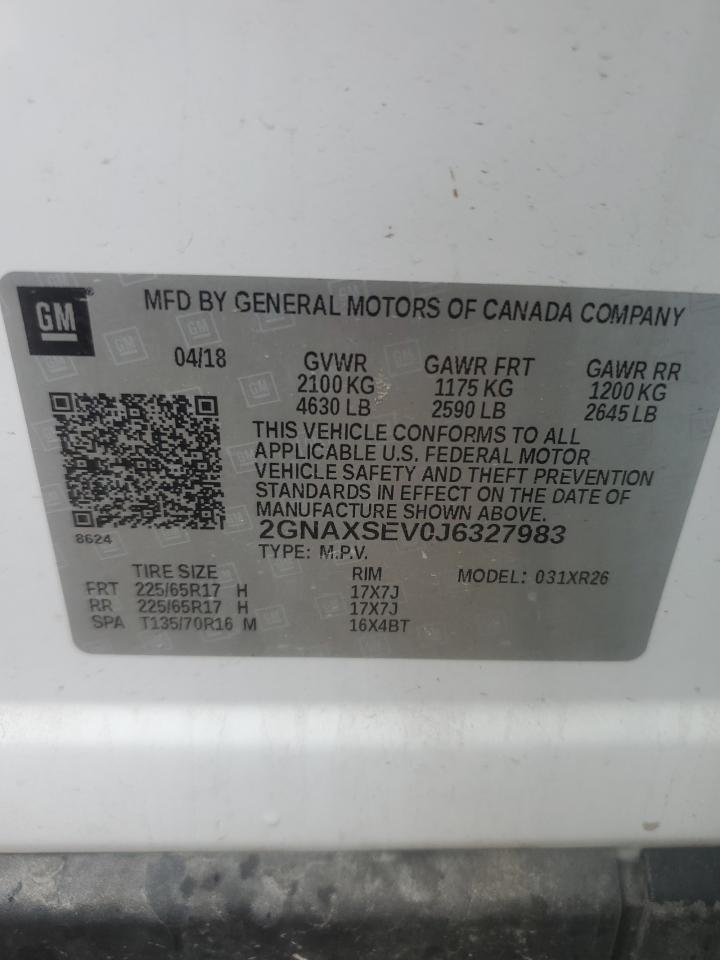 GM
MFD BY GENERAL MOTORS OF CANADA COMPANY
04/18 GVWR GAWR FRT GAWR RR
2100 KG 1175 KG 1200 KG
4630 LB 2590 LB 2645 LB
THIS VEHICLE CONFORMS TO ALL
APPLICABLE U.S. FEDERAL MOTOR
VEHICLE SAFETY AND THEFT PREVENTION
STANDARDS IN EFFECT ON THE DATE OF
MANUFACTURE SHOWN ABOVE.
8624
2GNAXSEV0J6327983
TYPE: M.P.V.
TIRE SIZE RIM MODEL: 031XR26
FRT 225/65R17 H 17X7J
RR 225/65R17 H 17X7J
SPA T135/70R16 M 16X4BT